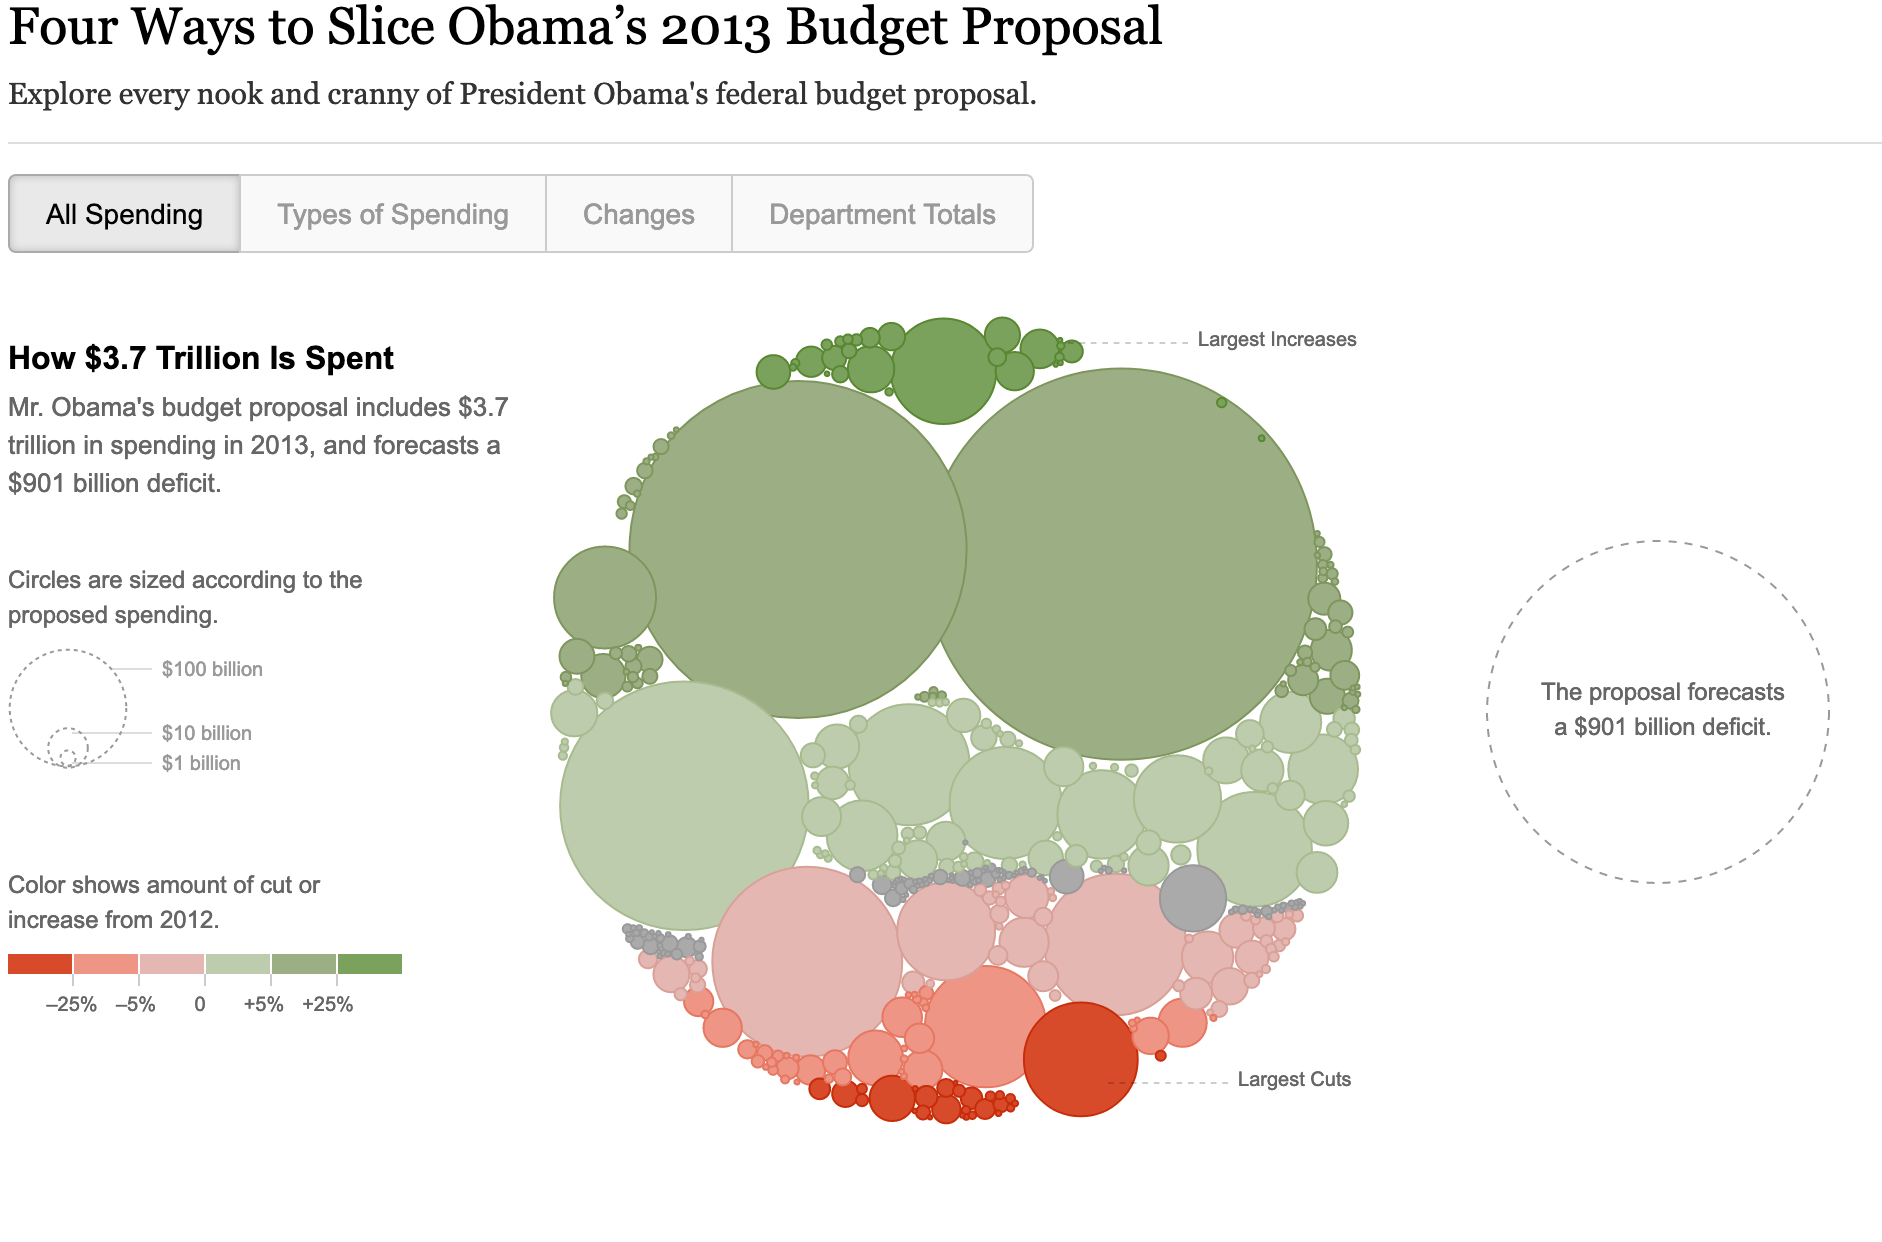 Four Ways to Slice Obama’s 2013 Budget Proposal
Explore every nook and cranny of President Obama's federal budget proposal.
All Spending
Types of Spending
Changes
Department Totals
How $3.7 Trillion Is Spent
Mr. Obama's budget proposal includes $3.7
trillion in spending in 2013, and forecasts a
$901 billion deficit.
Circles are sized according to the
proposed spending.
$100 billion
$10 billion
$1 billion
Color shows amount of cut or
increase from 2012.
–25%
–5%
0
+5%
+25%
Largest Increases
Largest Cuts
The proposal forecasts
a $901 billion deficit.